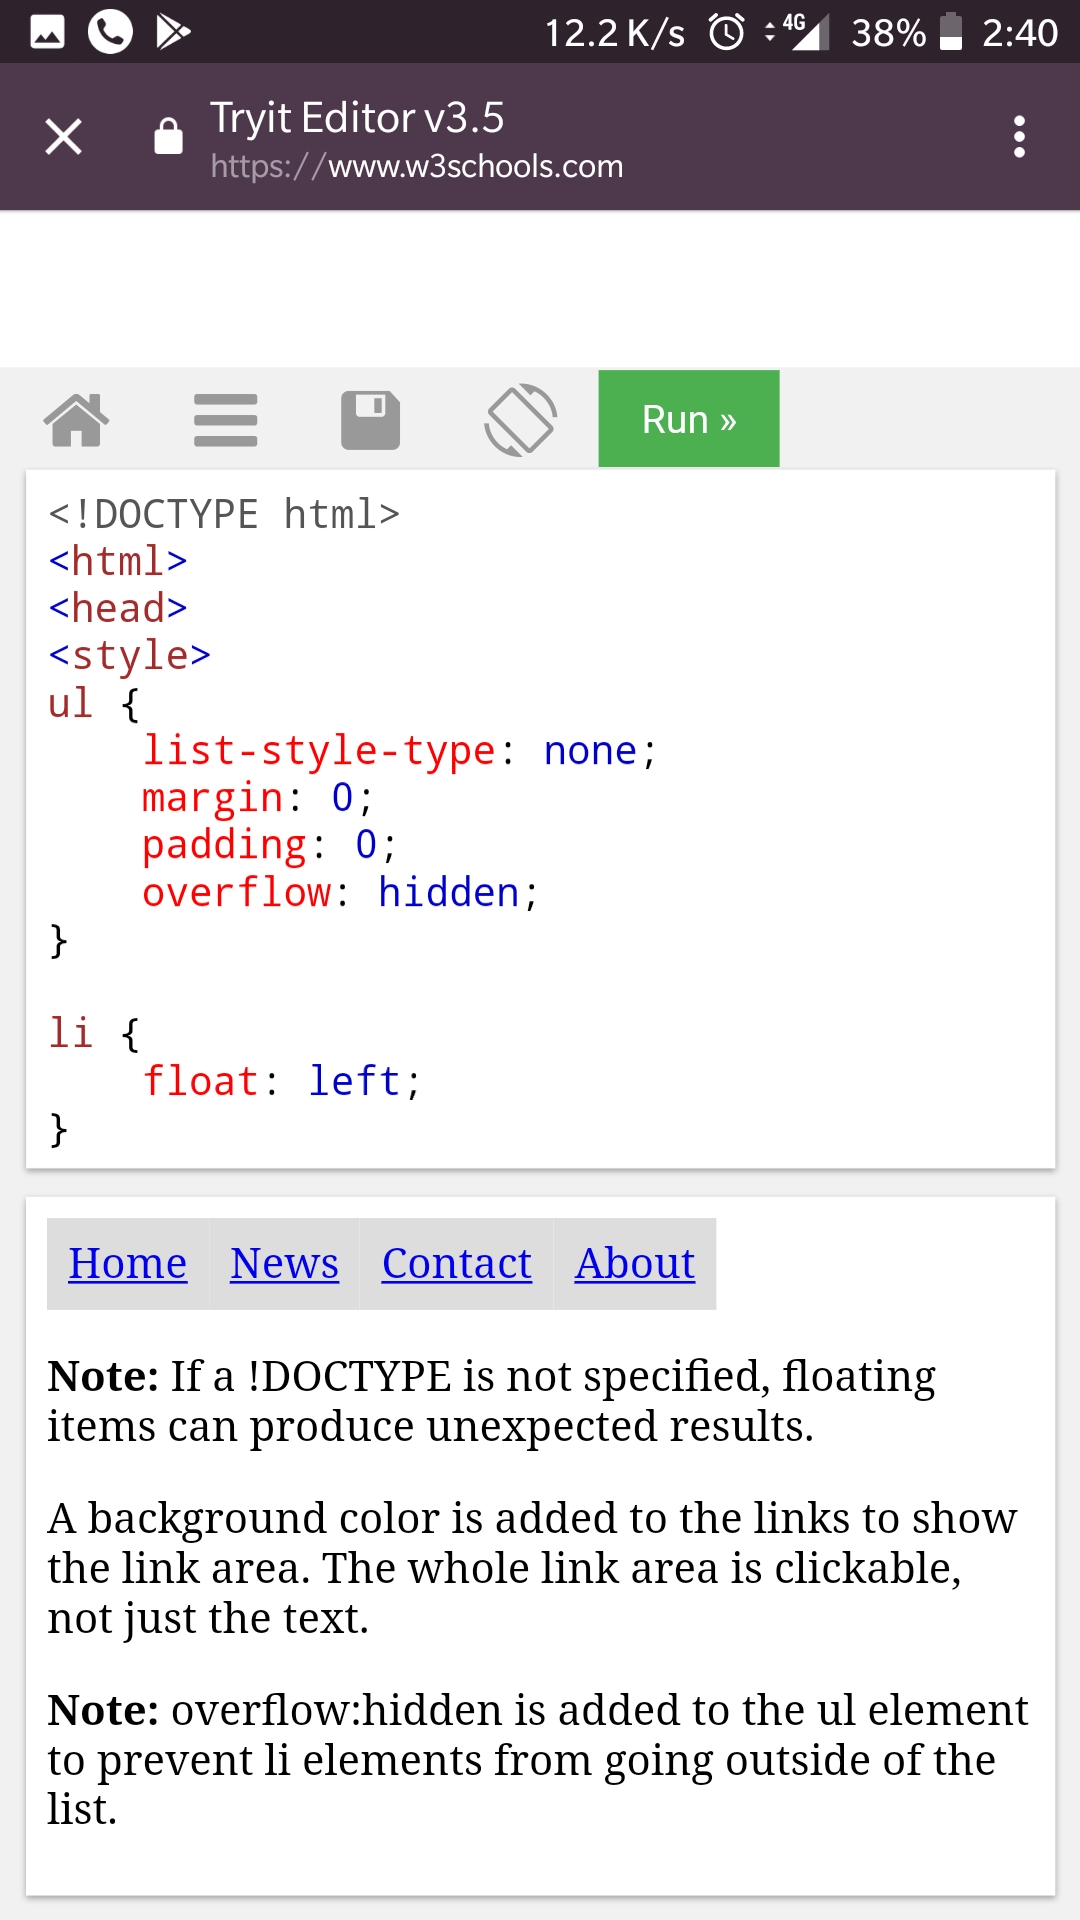 12.2 K/s 4G 38% 2:40
Tryit Editor v3.5
https://www.w3schools.com
Run »
<!DOCTYPE html>
<html>
<head>
<style>
ul {
    list-style-type: none;
    margin: 0;
    padding: 0;
    overflow: hidden;
}

li {
    float: left;
}
Home News Contact About
Note: If a !DOCTYPE is not specified, floating
items can produce unexpected results.
A background color is added to the links to show
the link area. The whole link area is clickable,
not just the text.
Note: overflow:hidden is added to the ul element
to prevent li elements from going outside of the
list.